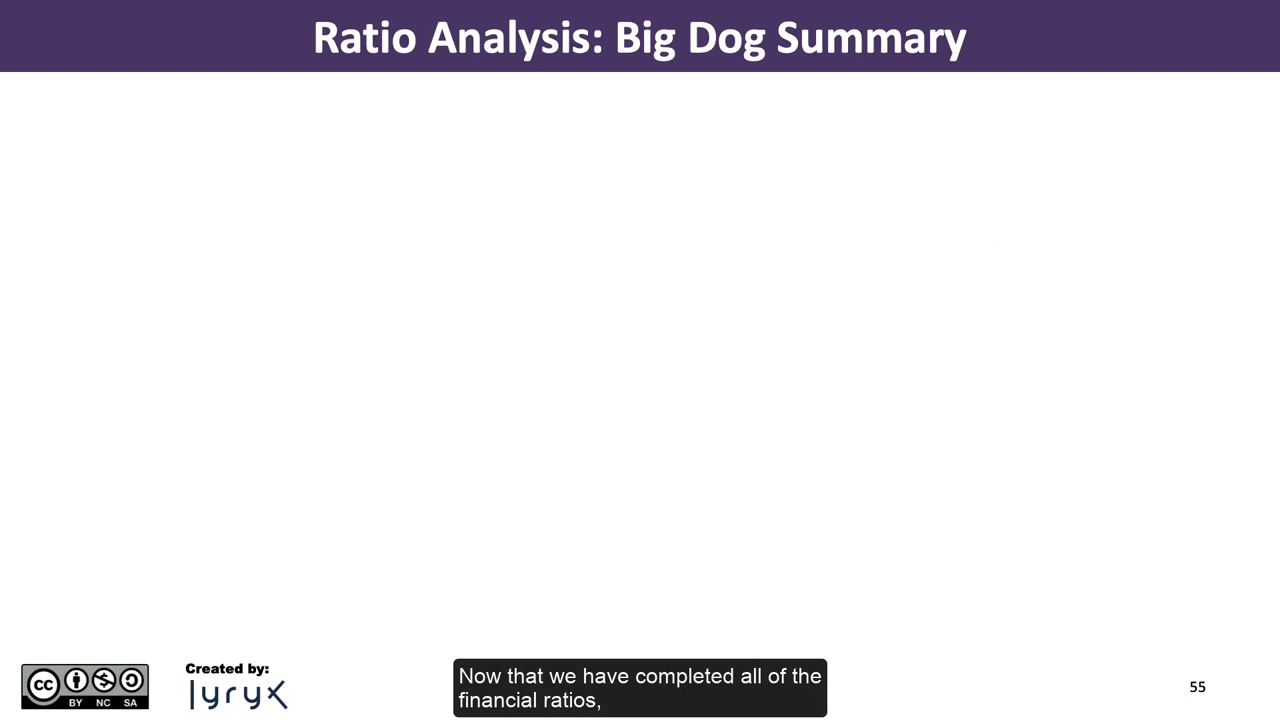 Ratio Analysis: Big Dog Summary
Created by:
lyryx
cc
BY NC SA
Now that we have completed all of the
financial ratios,
55